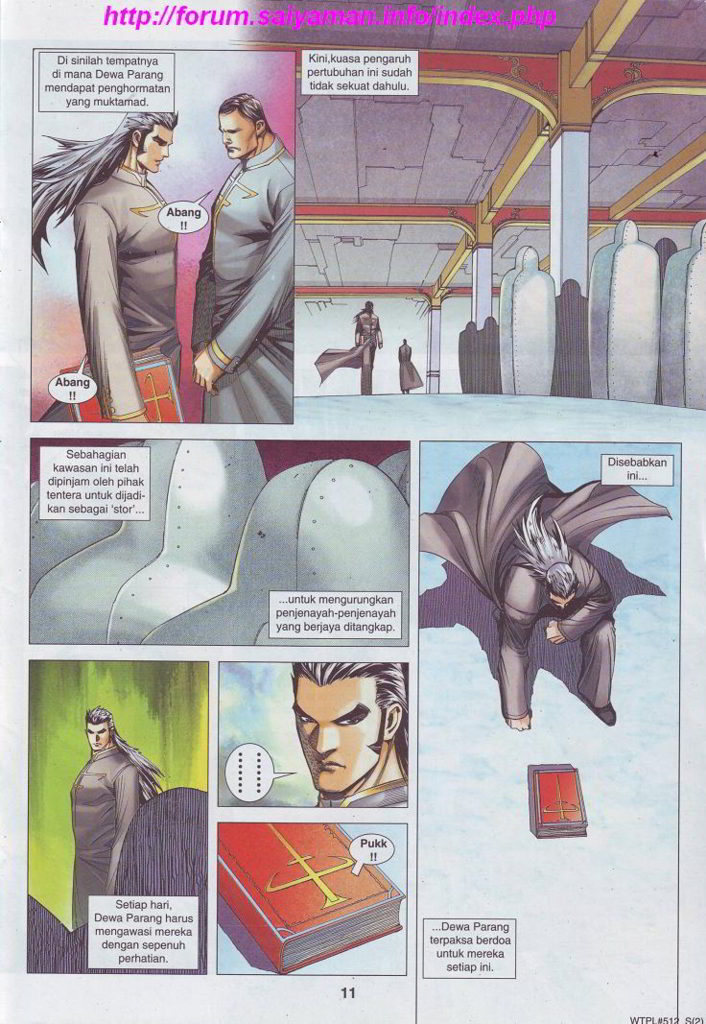 http://forum.saiyaman.info/index.php
Di sinilah tempatnya
di mana Dewa Parang
mendapat penghormatan
yang muktamad.
Abang
!!
Abang
!!
Kini,kuasa pengaruh
pertubuhan ini sudah
tidak sekuat dahulu.
Sebahagian
kawasan ini telah
dipinjam oleh pihak
tentera untuk dijadi-
kan sebagai 'stor'...
...untuk mengurungkan
penjenayah-penjenayah
yang berjaya ditangkap.
Disebabkan
ini...
Setiap hari,
Dewa Parang harus
mengawasi mereka
dengan sepenuh
perhatian.
Pukk
!!
...Dewa Parang
terpaksa berdoa
untuk mereka
setiap ini.
11
WTPL#512 S(2)